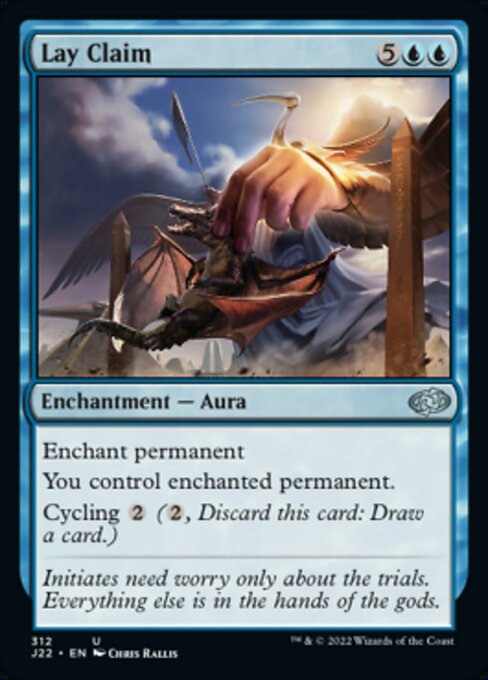 Lay Claim 5
Enchantment — Aura
Enchant permanent
You control enchanted permanent.
Cycling 2 (2, Discard this card: Draw
a card.)
Initiates need worry only about the trials.
Everything else is in the hands of the gods.
312 U
J22 • EN Chris Rallis
™ & © 2022 Wizards of the Coast